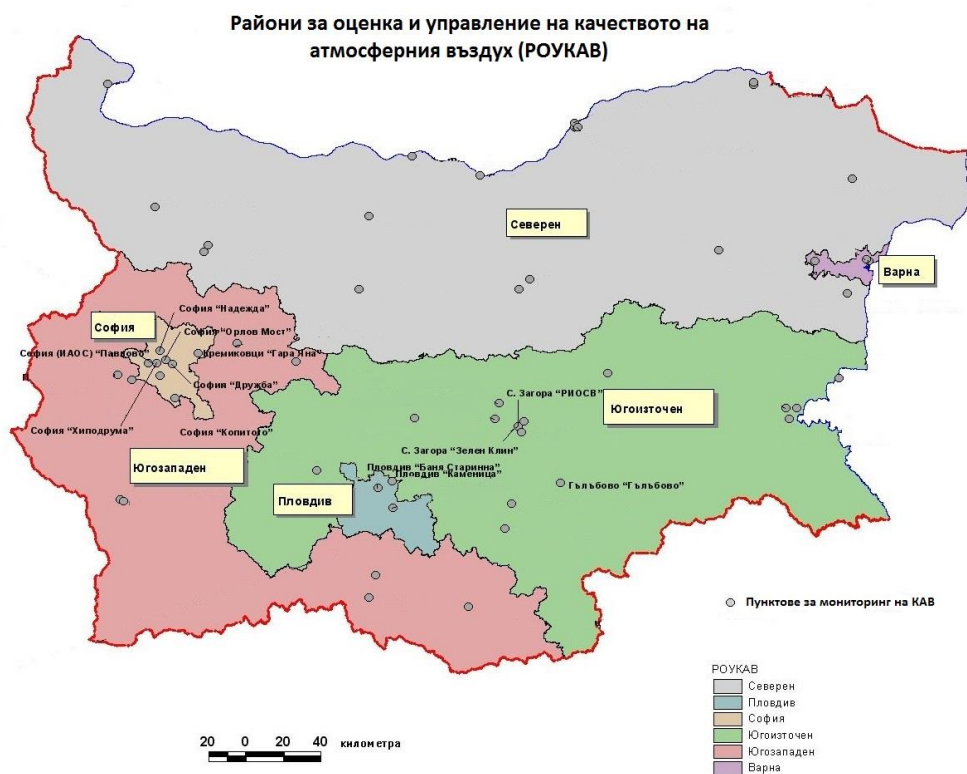 Райони за оценка и управление на качеството на
атмосферния въздух (РОУКАВ)
Северен
Варна
София "Надежда"
София
София "Орлов Мост"
София (ИАОС) "Павлово"
Кремиковци "Гара Яна"
София "Дружба"
С. Загора "РИОСВ"
Югоизточен
София "Хиподрума"
София "Копитото"
С. Загора "Зелен Клин"
Югозападен
Пловдив "Баня Старинна"
Пловдив "Каменица"
Гълъбово "Гълъбово"
Пловдив
Пунктове за мониторинг на КАВ
РОУКАВ
Северен
Пловдив
София
Югоизточен
Югозападен
Варна
20 0 20 40 километра